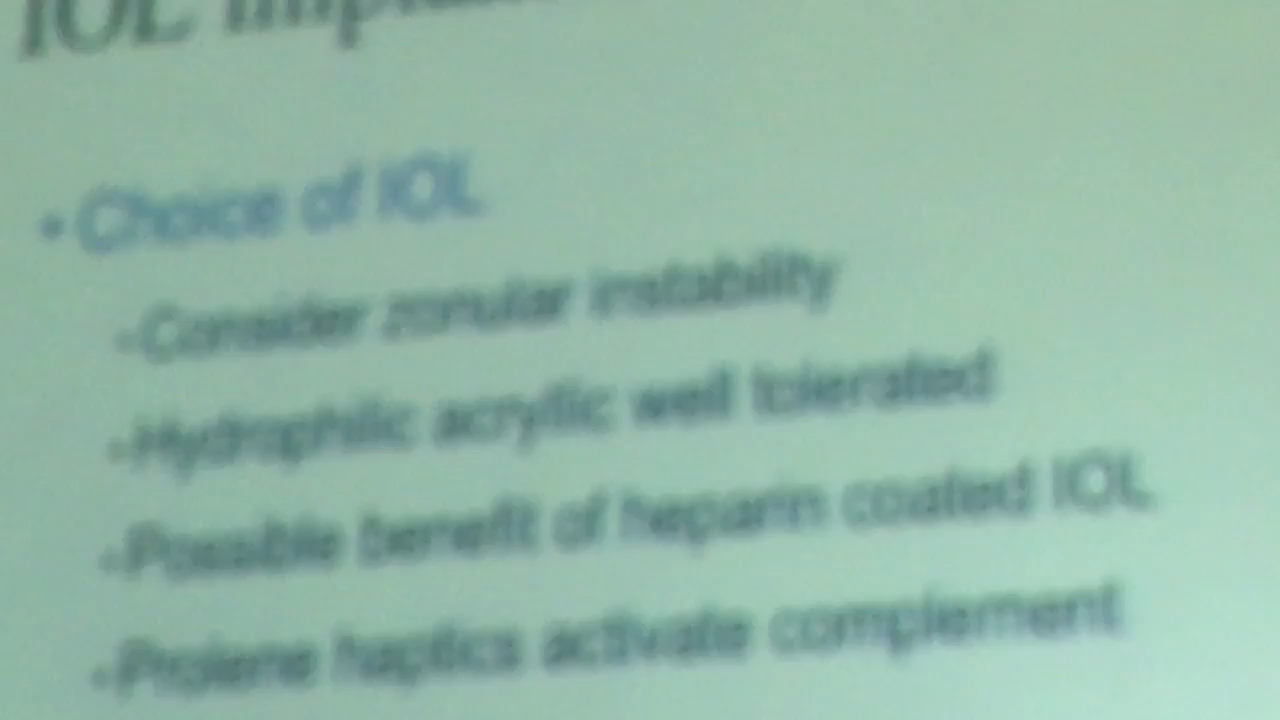 IOL
• Choice of IOL
-Consider zonular instability
-Hydrophilic acrylic well tolerated
-Possible benefit of heparin coated IOL
-Prolene haptics activate complement